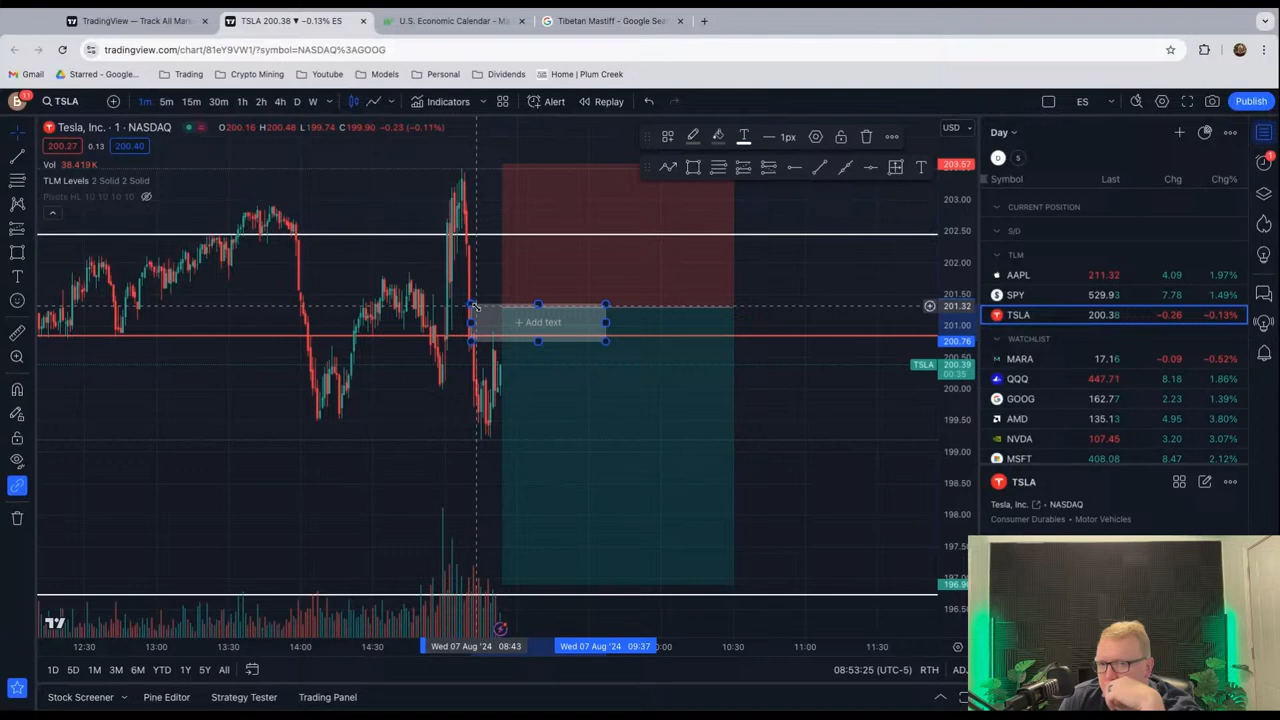 TradingView — Track All Mar
TSLA 200.38 ▼ −0.13% ES
U.S. Economic Calendar - Ma
Tibetan Mastiff - Google Sea
tradingview.com/chart/81eY9VW1/?symbol=NASDAQ%3AGOOG
Gmail
Starred - Google...
Trading
Crypto Mining
Youtube
Models
Personal
Dividends
Home | Plum Creek
B
11
TSLA
1m 5m 15m 30m 1h 2h 4h D W
Indicators
Alert
Replay
ES
Publish
Tesla, Inc. · 1 · NASDAQ
O200.16 H200.48 L199.74 C199.90 −0.23 (−0.11%)
200.27 0.13 200.40
Vol 38.419K
TLM Levels 2 Solid 2 Solid
Pivots HL 10 10 10 10
1px
USD
203.57
203.00
202.50
202.00
201.50
201.32
201.00
200.76
200.50
TSLA 200.39
00:35
200.00
199.50
199.00
198.50
198.00
197.50
196.50
+ Add text
12:30
13:00
13:30
14:00
14:30
Wed 07 Aug '24 08:43
Wed 07 Aug '24 09:37
10:30
11:00
11:30
1D 5D 1M 3M 6M YTD 1Y 5Y All
08:53:25 (UTC-5)
RTH
ADJ
Stock Screener
Pine Editor
Strategy Tester
Trading Panel
Day
D S
Symbol Last Chg Chg%
CURRENT POSITION
S/D
TLM
AAPL 211.32 4.09 1.97%
SPY 529.93 7.78 1.49%
TSLA 200.38 −0.26 −0.13%
WATCHLIST
MARA 17.16 −0.09 −0.52%
QQQ 447.71 8.18 1.86%
GOOG 162.77 2.23 1.39%
AMD 135.13 4.95 3.80%
NVDA 107.45 3.20 3.07%
MSFT 408.08 8.47 2.12%
TSLA
Tesla, Inc. · NASDAQ
Consumer Durables • Motor Vehicles
1